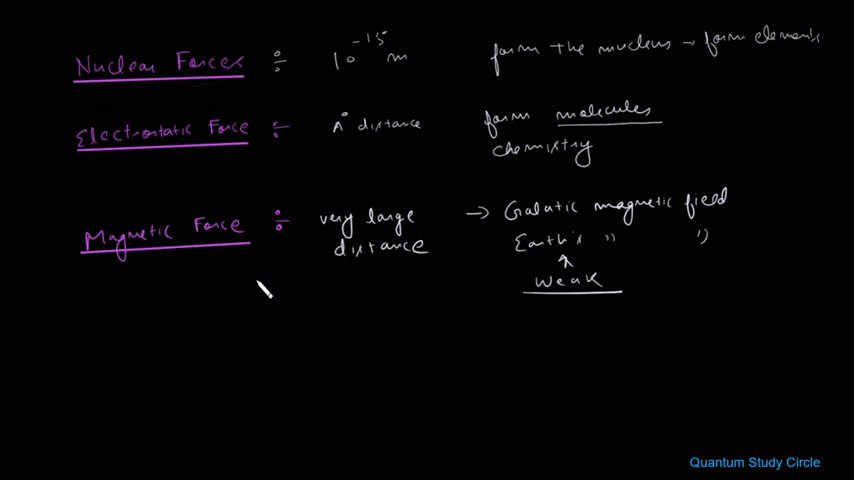 Nuclear Forces ÷ 10⁻¹⁵ m form the nucleus → form elements
Electrostatic Force ÷ A° distance form molecules
chemistry
Magnetic Force ÷ very large → Galatic magnetic field
distance Earth's " "
↑
Weak
Quantum Study Circle